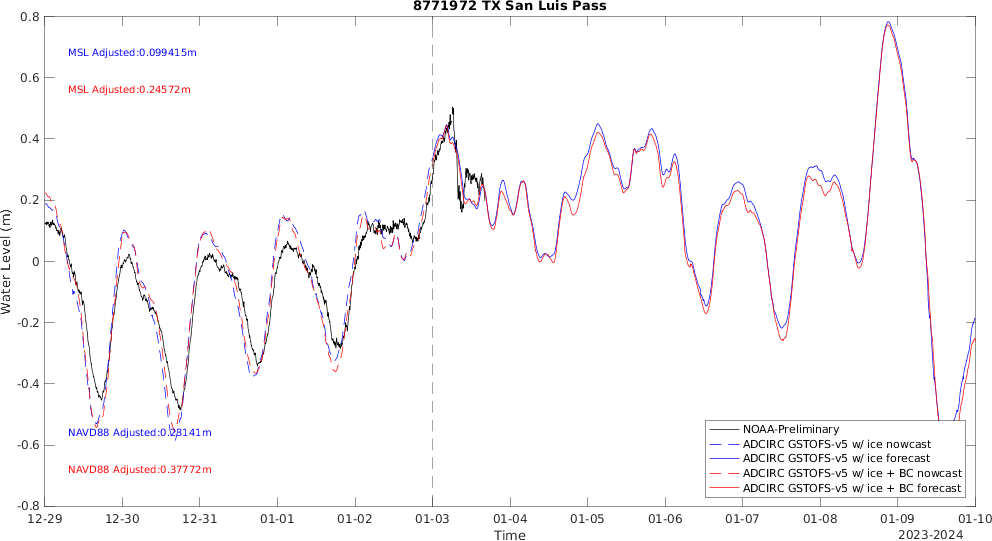 8771972 TX San Luis Pass
0.8
0.6
0.4
0.2
0
-0.2
-0.4
-0.6
-0.8
Water Level (m)
MSL Adjusted:0.099415m
MSL Adjusted:0.24572m
NAVD88 Adjusted:0.23141m
NAVD88 Adjusted:0.37772m
NOAA-Preliminary
ADCIRC GSTOFS-v5 w/ ice nowcast
ADCIRC GSTOFS-v5 w/ ice forecast
ADCIRC GSTOFS-v5 w/ ice + BC nowcast
ADCIRC GSTOFS-v5 w/ ice + BC forecast
12-29 12-30 12-31 01-01 01-02 01-03 01-04 01-05 01-06 01-07 01-08 01-09 01-10
Time
2023-2024